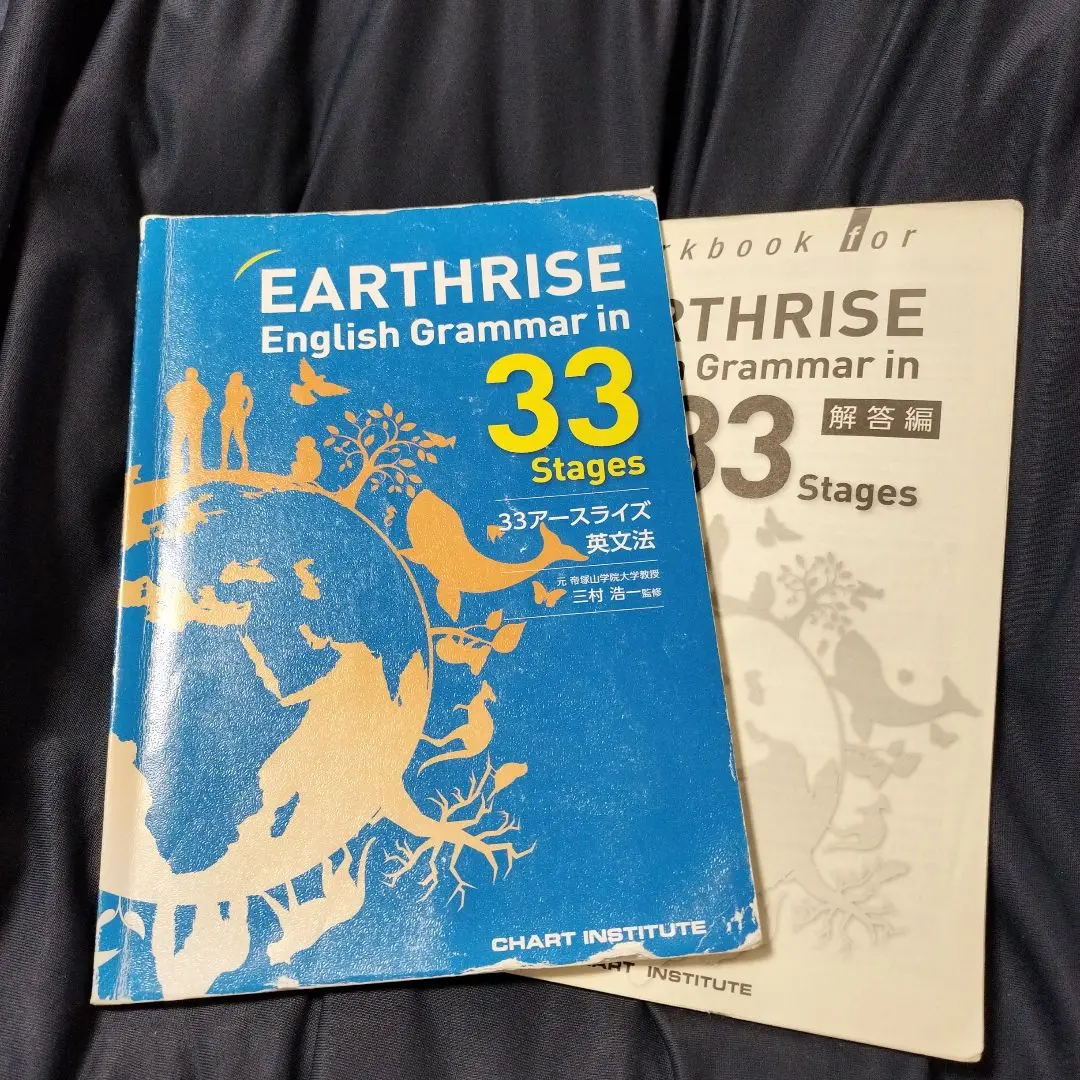 EARTHRISE
English Grammar in
33
Stages
33アースライズ
英文法
元 帝塚山学院大学教授
三村 浩一監修
CHART INSTITUTE
rkbook for
RTHRISE
n Grammar in
33
解答編
Stages
HART INSTITUTE